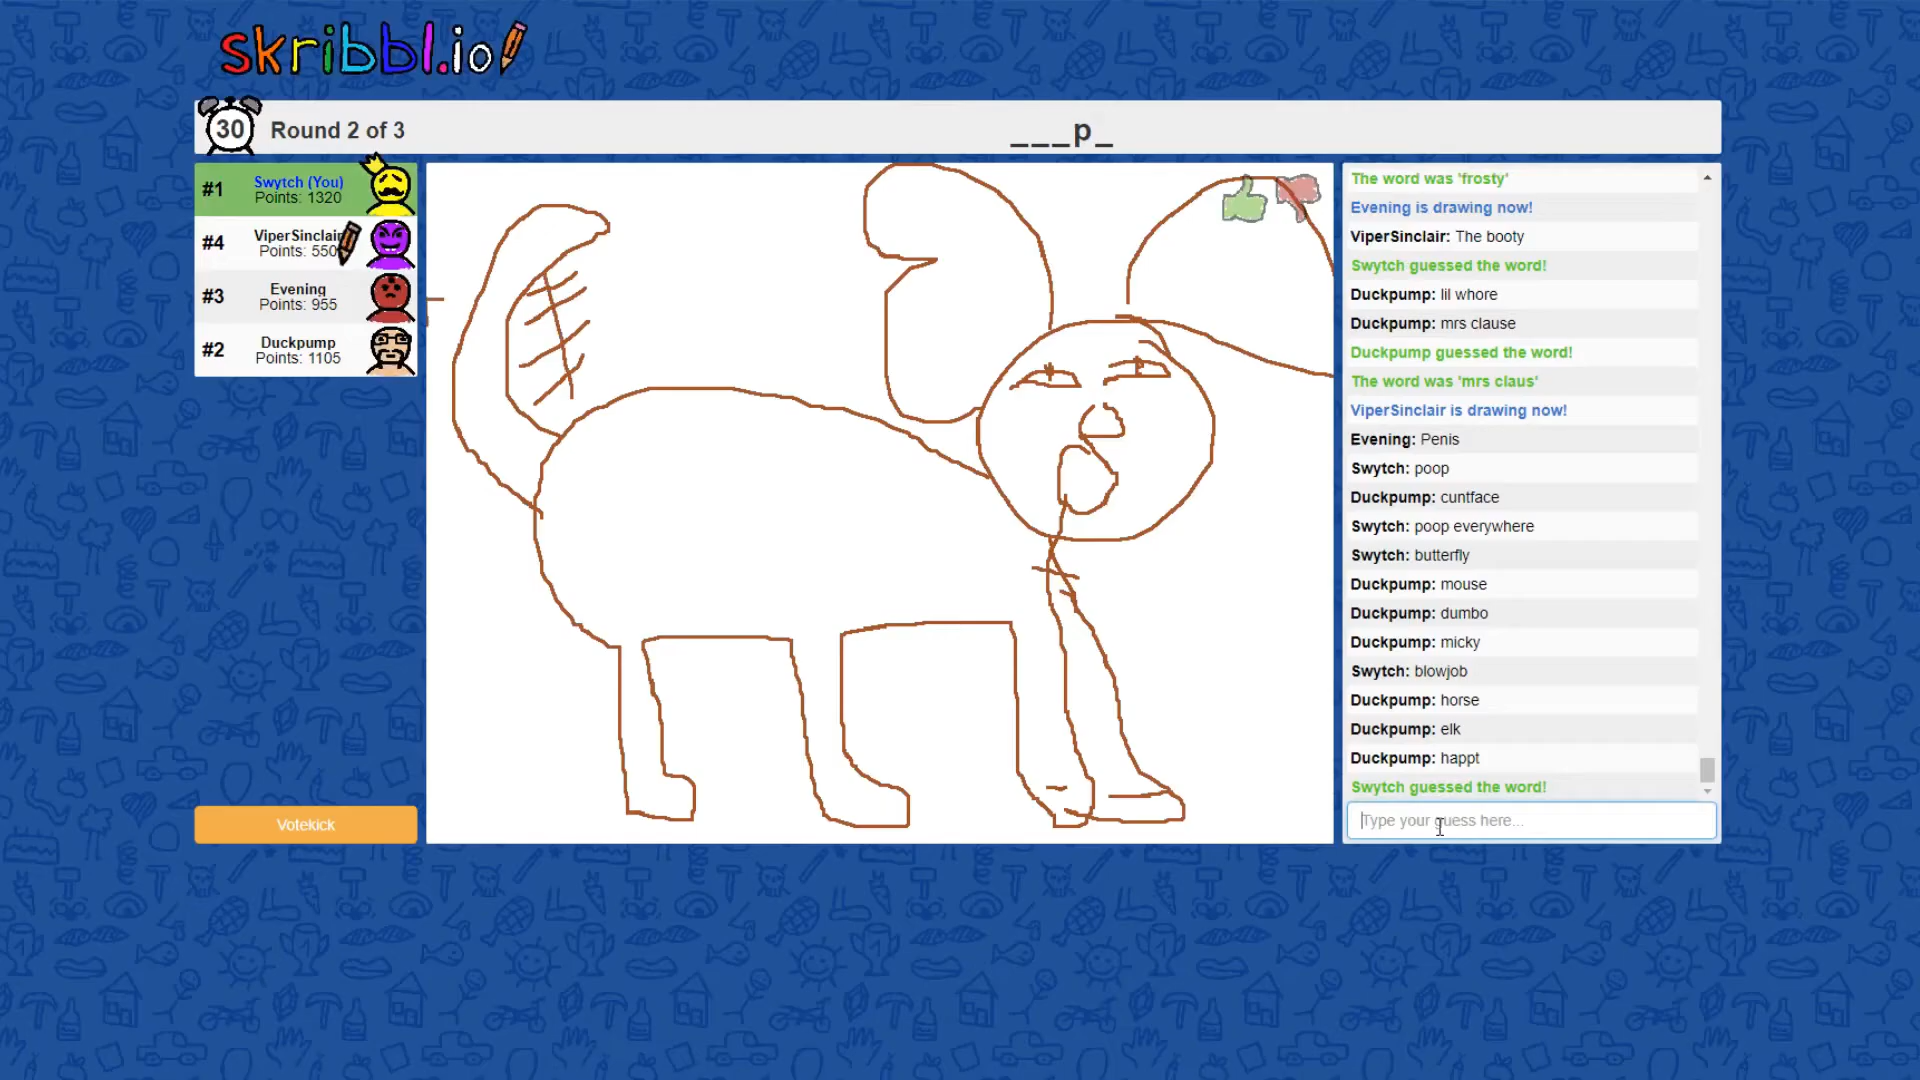 skribbl.io
30
Round 2 of 3
___p_
#1
Swytch (You)
Points: 1320
#4
ViperSinclair
Points: 550
#3
Evening
Points: 955
#2
Duckpump
Points: 1105
Votekick
The word was 'frosty'
Evening is drawing now!
ViperSinclair: The booty
Swytch guessed the word!
Duckpump: lil whore
Duckpump: mrs clause
Duckpump guessed the word!
The word was 'mrs claus'
ViperSinclair is drawing now!
Evening: Penis
Swytch: poop
Duckpump: cuntface
Swytch: poop everywhere
Swytch: butterfly
Duckpump: mouse
Duckpump: dumbo
Duckpump: micky
Swytch: blowjob
Duckpump: horse
Duckpump: elk
Duckpump: happt
Swytch guessed the word!
Type your guess here...